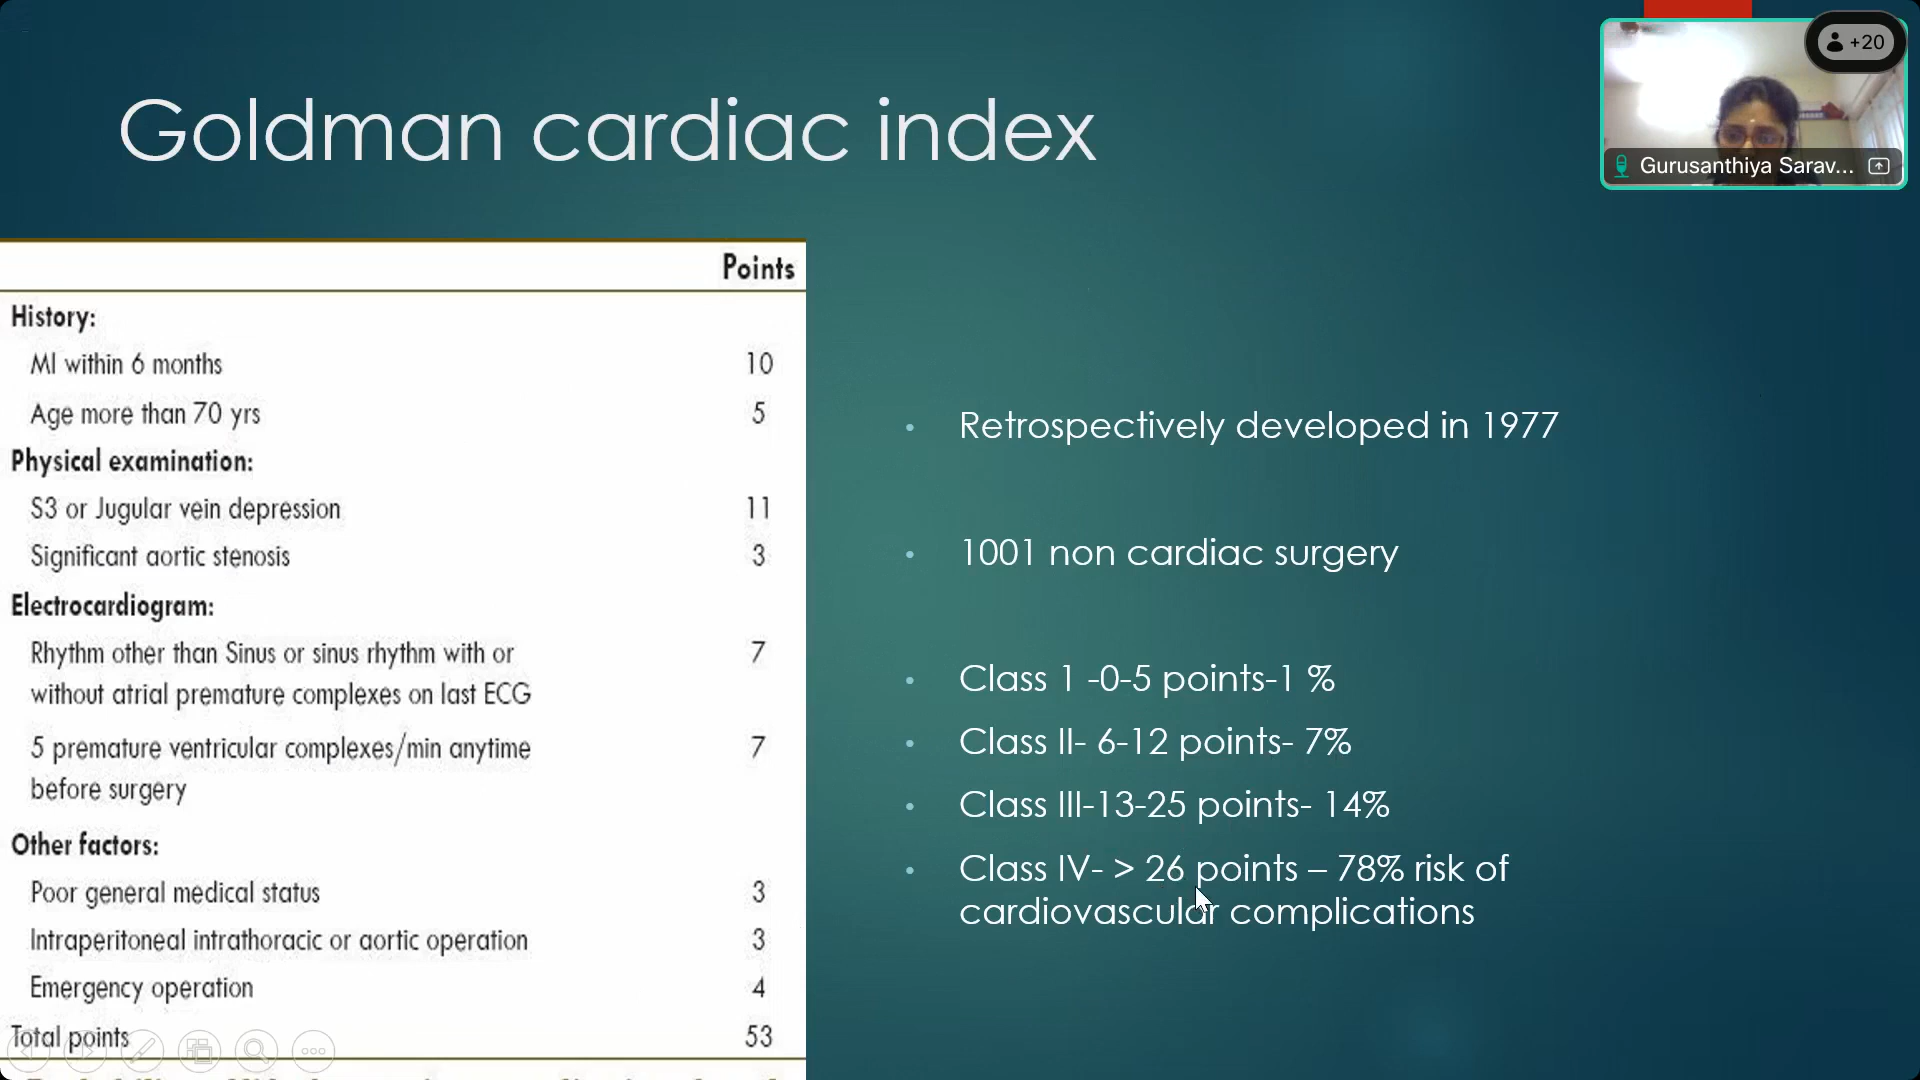 Goldman cardiac index
+20
Gurusanthiya Sarav...
Points
History:
MI within 6 months 10
Age more than 70 yrs 5
Physical examination:
S3 or Jugular vein depression 11
Significant aortic stenosis 3
Electrocardiogram:
Rhythm other than Sinus or sinus rhythm with or 7
without atrial premature complexes on last ECG
5 premature ventricular complexes/min anytime 7
before surgery
Other factors:
Poor general medical status 3
Intraperitoneal intrathoracic or aortic operation 3
Emergency operation 4
Total points 53
• Retrospectively developed in 1977
• 1001 non cardiac surgery
• Class 1 -0-5 points-1 %
• Class II- 6-12 points- 7%
• Class III-13-25 points- 14%
• Class IV- > 26 points – 78% risk of
cardiovascular complications